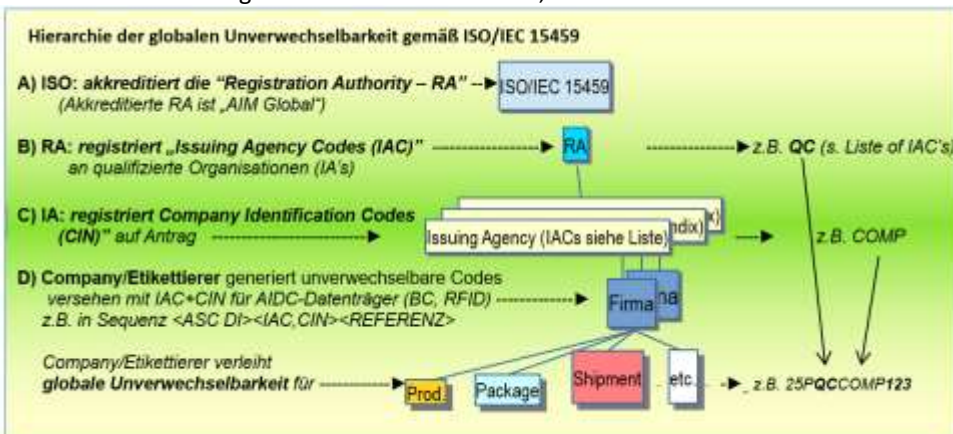 Hierarchie der globalen Unverwechselbarkeit gemäß ISO/IEC 15459
A) ISO: akkreditiert die "Registration Authority – RA"
ISO/IEC 15459
(Akkreditierte RA ist „AIM Global“)
B) RA: registriert „Issuing Agency Codes (IAC)"
RA
z.B. QC (s. Liste of IAC's)
an qualifizierte Organisationen (IA's)
C) IA: registriert Company Identification Codes
(CIN)" auf Antrag
Issuing Agency (IACs siehe Liste)
ndix)
x)
z.B. COMP
D) Company/Etikettierer generiert unverwechselbare Codes
versehen mit IAC+CIN für AIDC-Datenträger (BC, RFID)
Firma
na
z.B. in Sequenz <ASC DI><IAC,CIN><REFERENZ>
Company/Etikettierer verleiht
globale Unverwechselbarkeit für
Prod.
Package
Shipment
etc.
z.B. 25PQCCOMP123